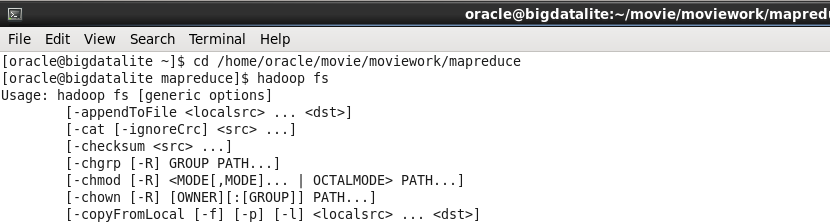 oracle@bigdatalite:~/movie/moviework/mapredu
File Edit View Search Terminal Help
[oracle@bigdatalite ~]$ cd /home/oracle/movie/moviework/mapreduce
[oracle@bigdatalite mapreduce]$ hadoop fs
Usage: hadoop fs [generic options]
        [-appendToFile <localsrc> ... <dst>]
        [-cat [-ignoreCrc] <src> ...]
        [-checksum <src> ...]
        [-chgrp [-R] GROUP PATH...]
        [-chmod [-R] <MODE[,MODE]... | OCTALMODE> PATH...]
        [-chown [-R] [OWNER][:[GROUP]] PATH...]
        [-copyFromLocal [-f] [-p] [-l] <localsrc> ... <dst>]